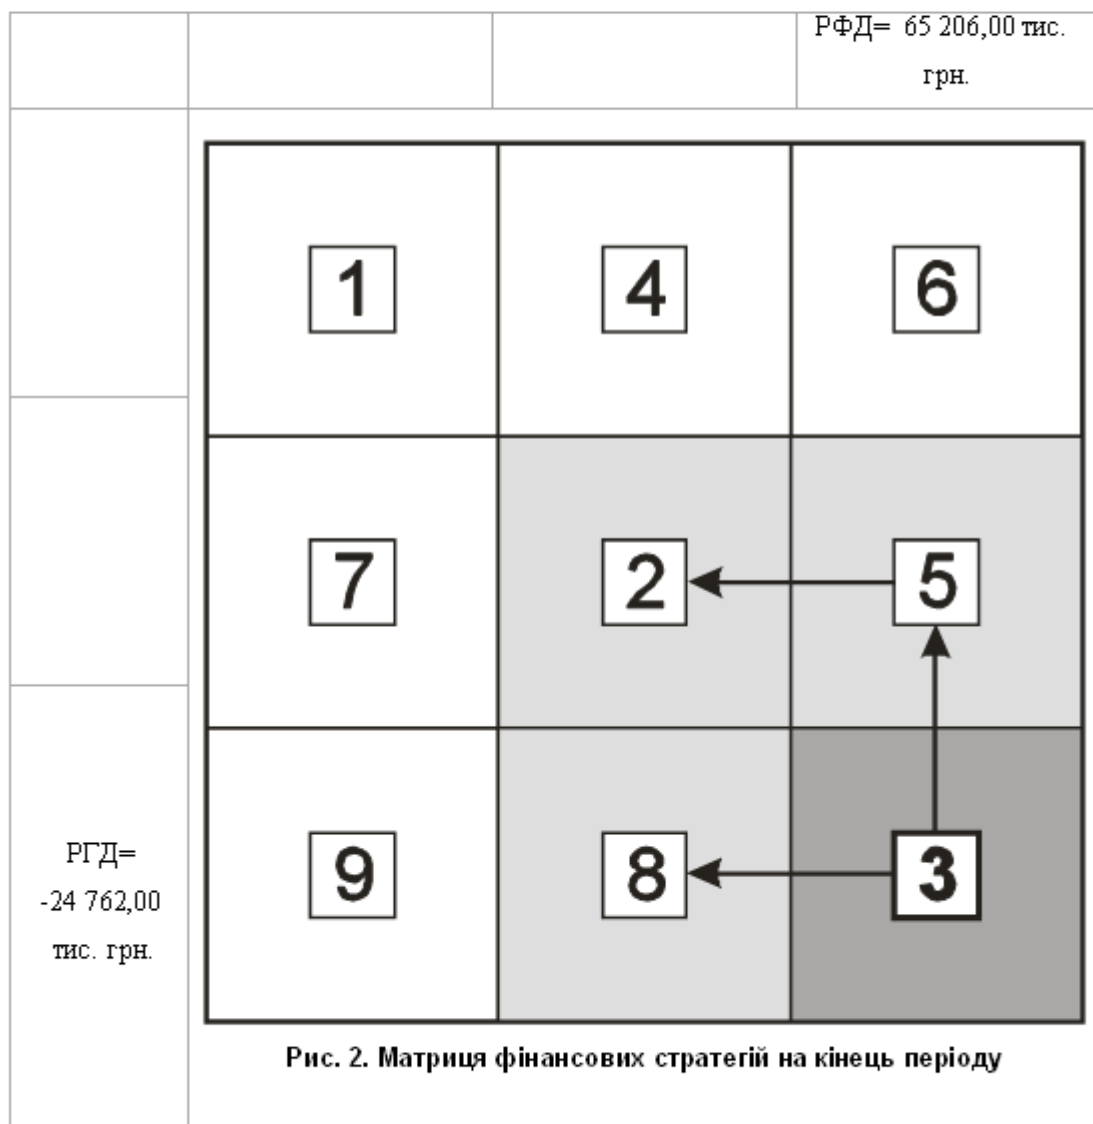 РФД= 65 206,00 тис.
грн.
1 4 6
7 2 5
9 8 3
РГД=
-24 762,00
тис. грн.
Рис. 2. Матриця фінансових стратегій на кінець періоду